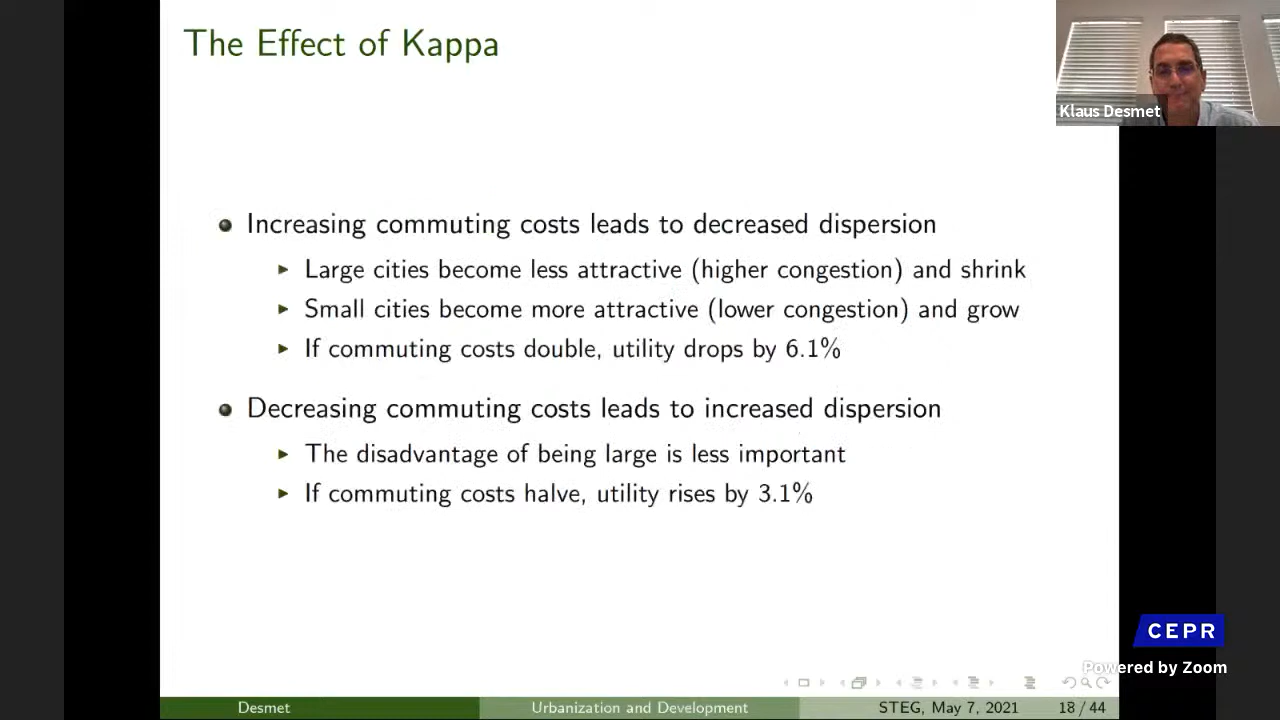 The Effect of Kappa
Klaus Desmet
Increasing commuting costs leads to decreased dispersion
Large cities become less attractive (higher congestion) and shrink
Small cities become more attractive (lower congestion) and grow
If commuting costs double, utility drops by 6.1%
Decreasing commuting costs leads to increased dispersion
The disadvantage of being large is less important
If commuting costs halve, utility rises by 3.1%
CEPR
Powered by Zoom
Desmet Urbanization and Development STEG, May 7, 2021 18 / 44